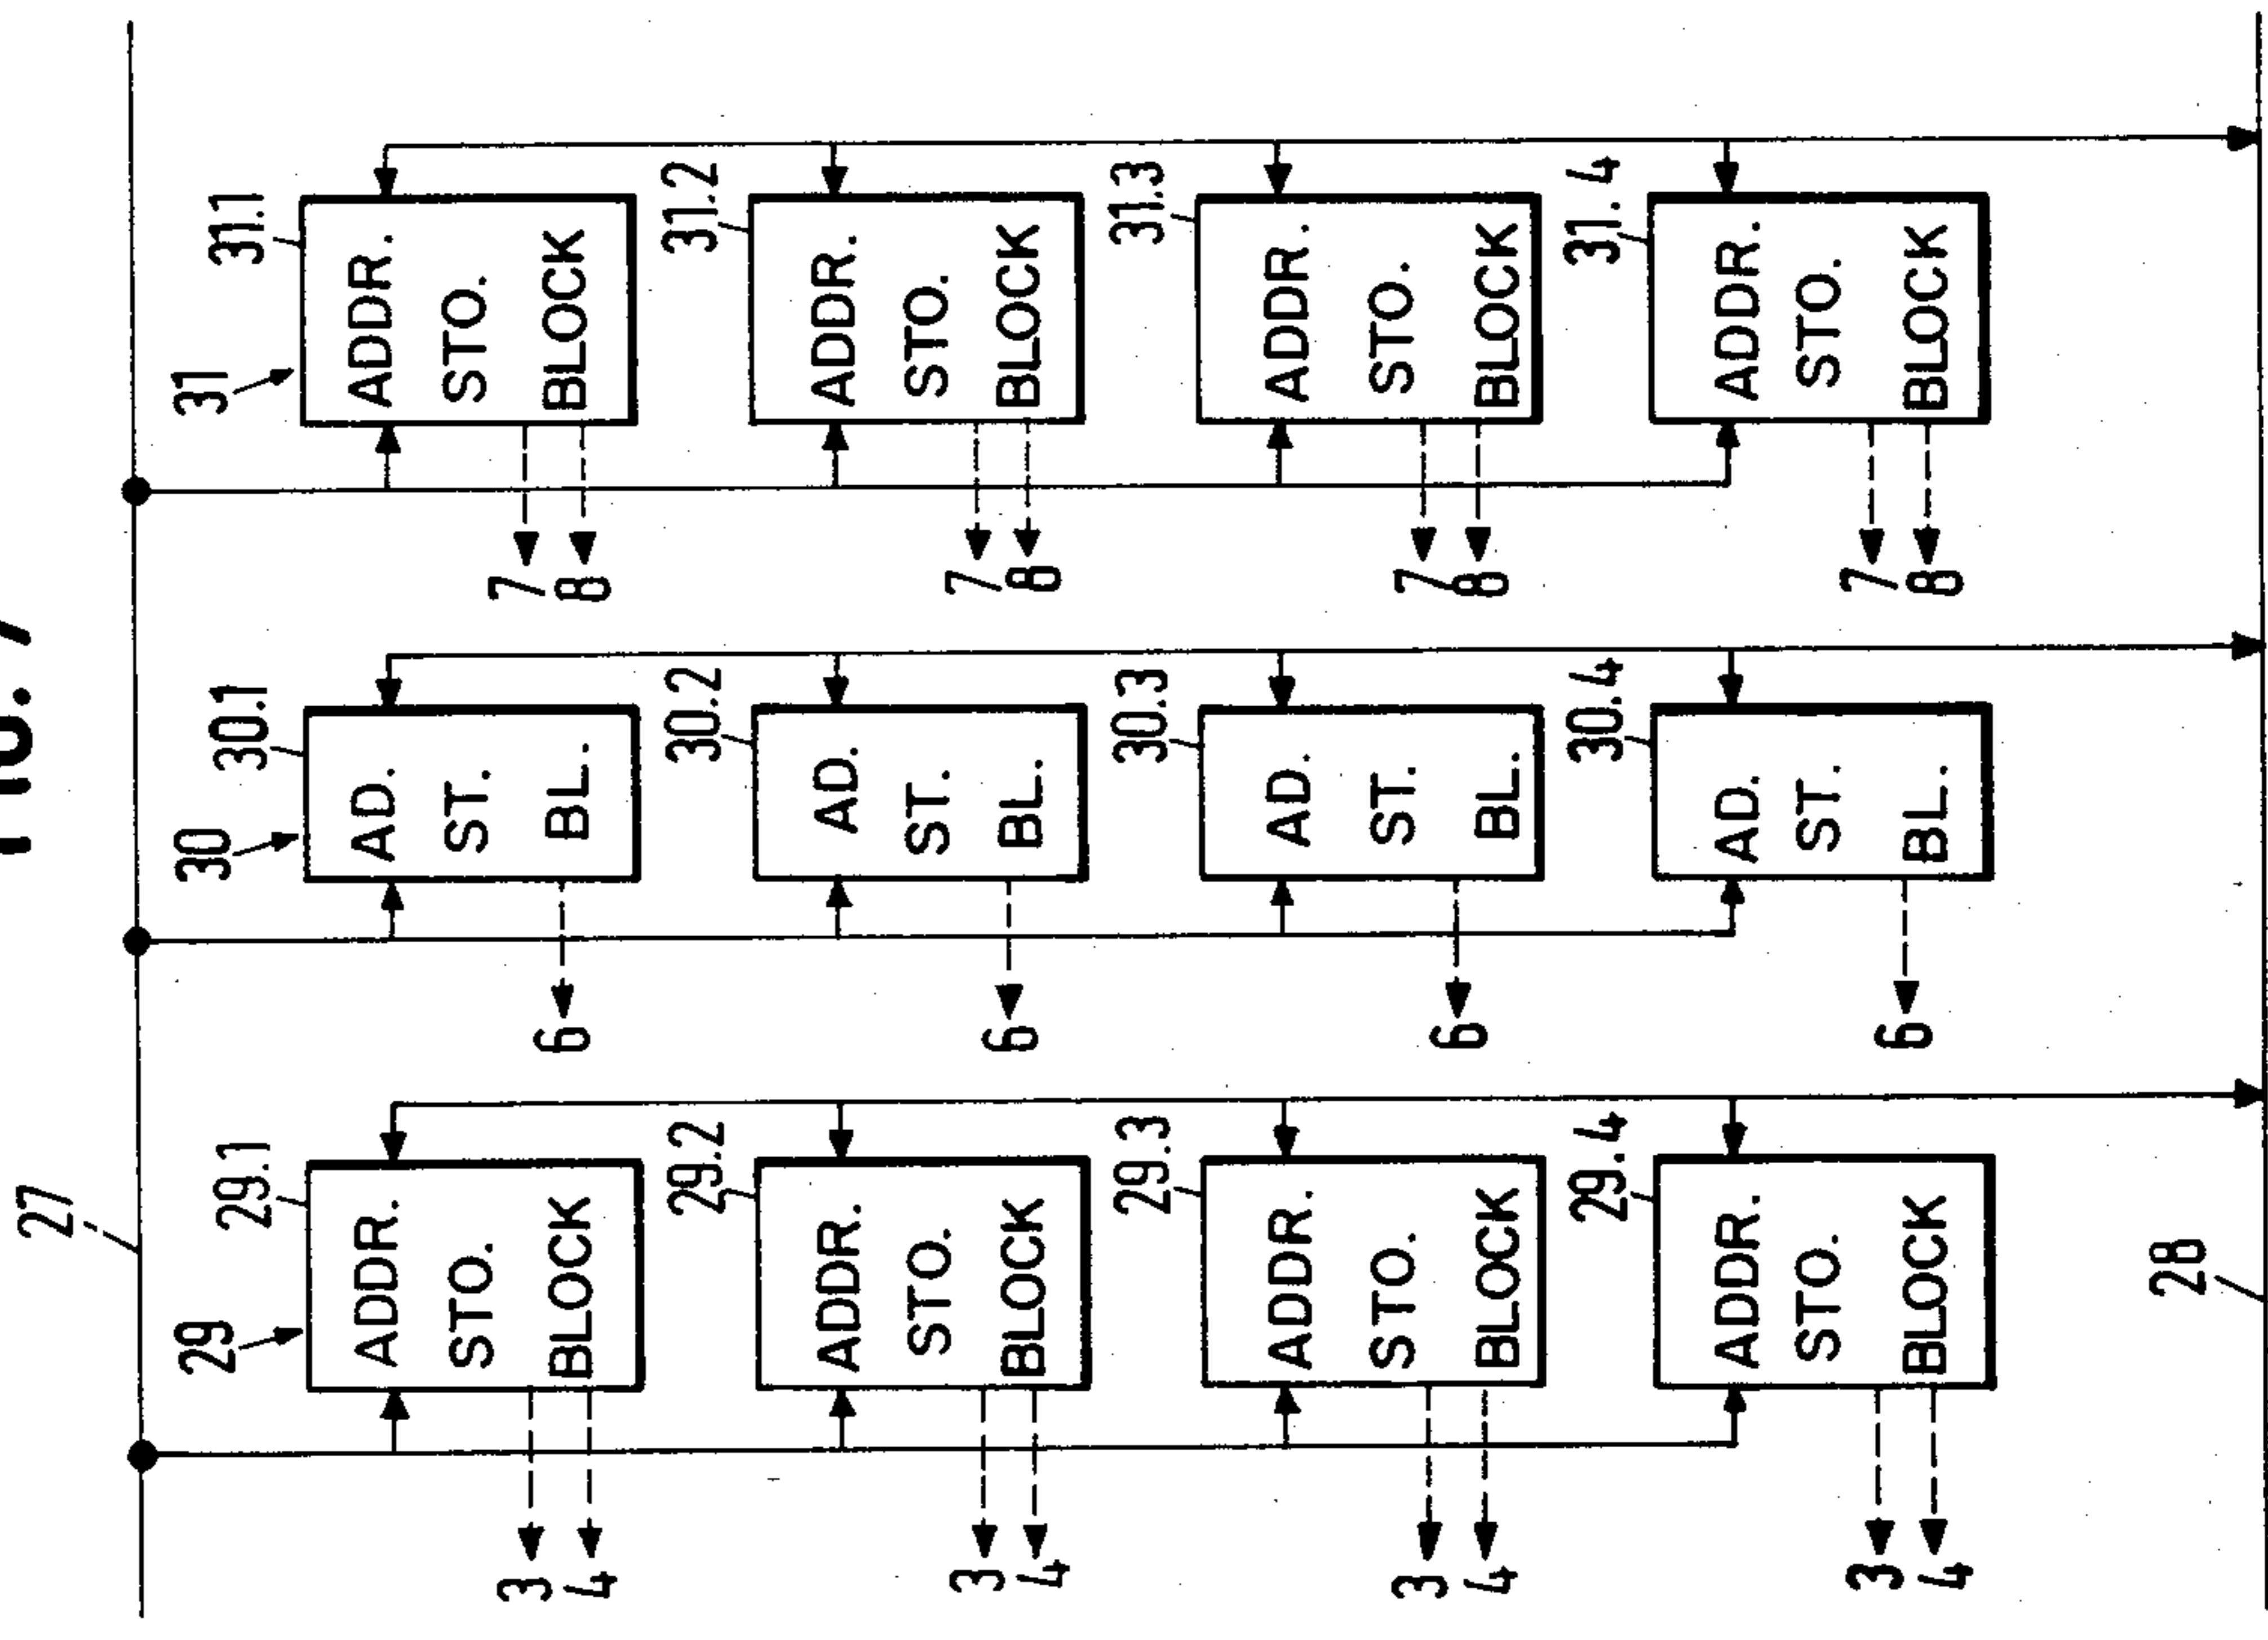 27
29
29.1
ADDR.
STO.
BLOCK
3
4
30
30.1
AD.
ST.
BL.
6
31
31.1
ADDR.
STO.
BLOCK
7
8
29.2
ADDR.
STO.
BLOCK
3
4
30.2
AD.
ST.
BL.
6
31.2
ADDR.
STO.
BLOCK
7
8
29.3
ADDR.
STO.
BLOCK
3
4
30.3
AD.
ST.
BL.
6
31.3
ADDR.
STO.
BLOCK
7
8
29.4
ADDR.
STO.
BLOCK
3
4
30.4
AD.
ST.
BL.
6
31.4
ADDR.
STO.
BLOCK
7
8
28